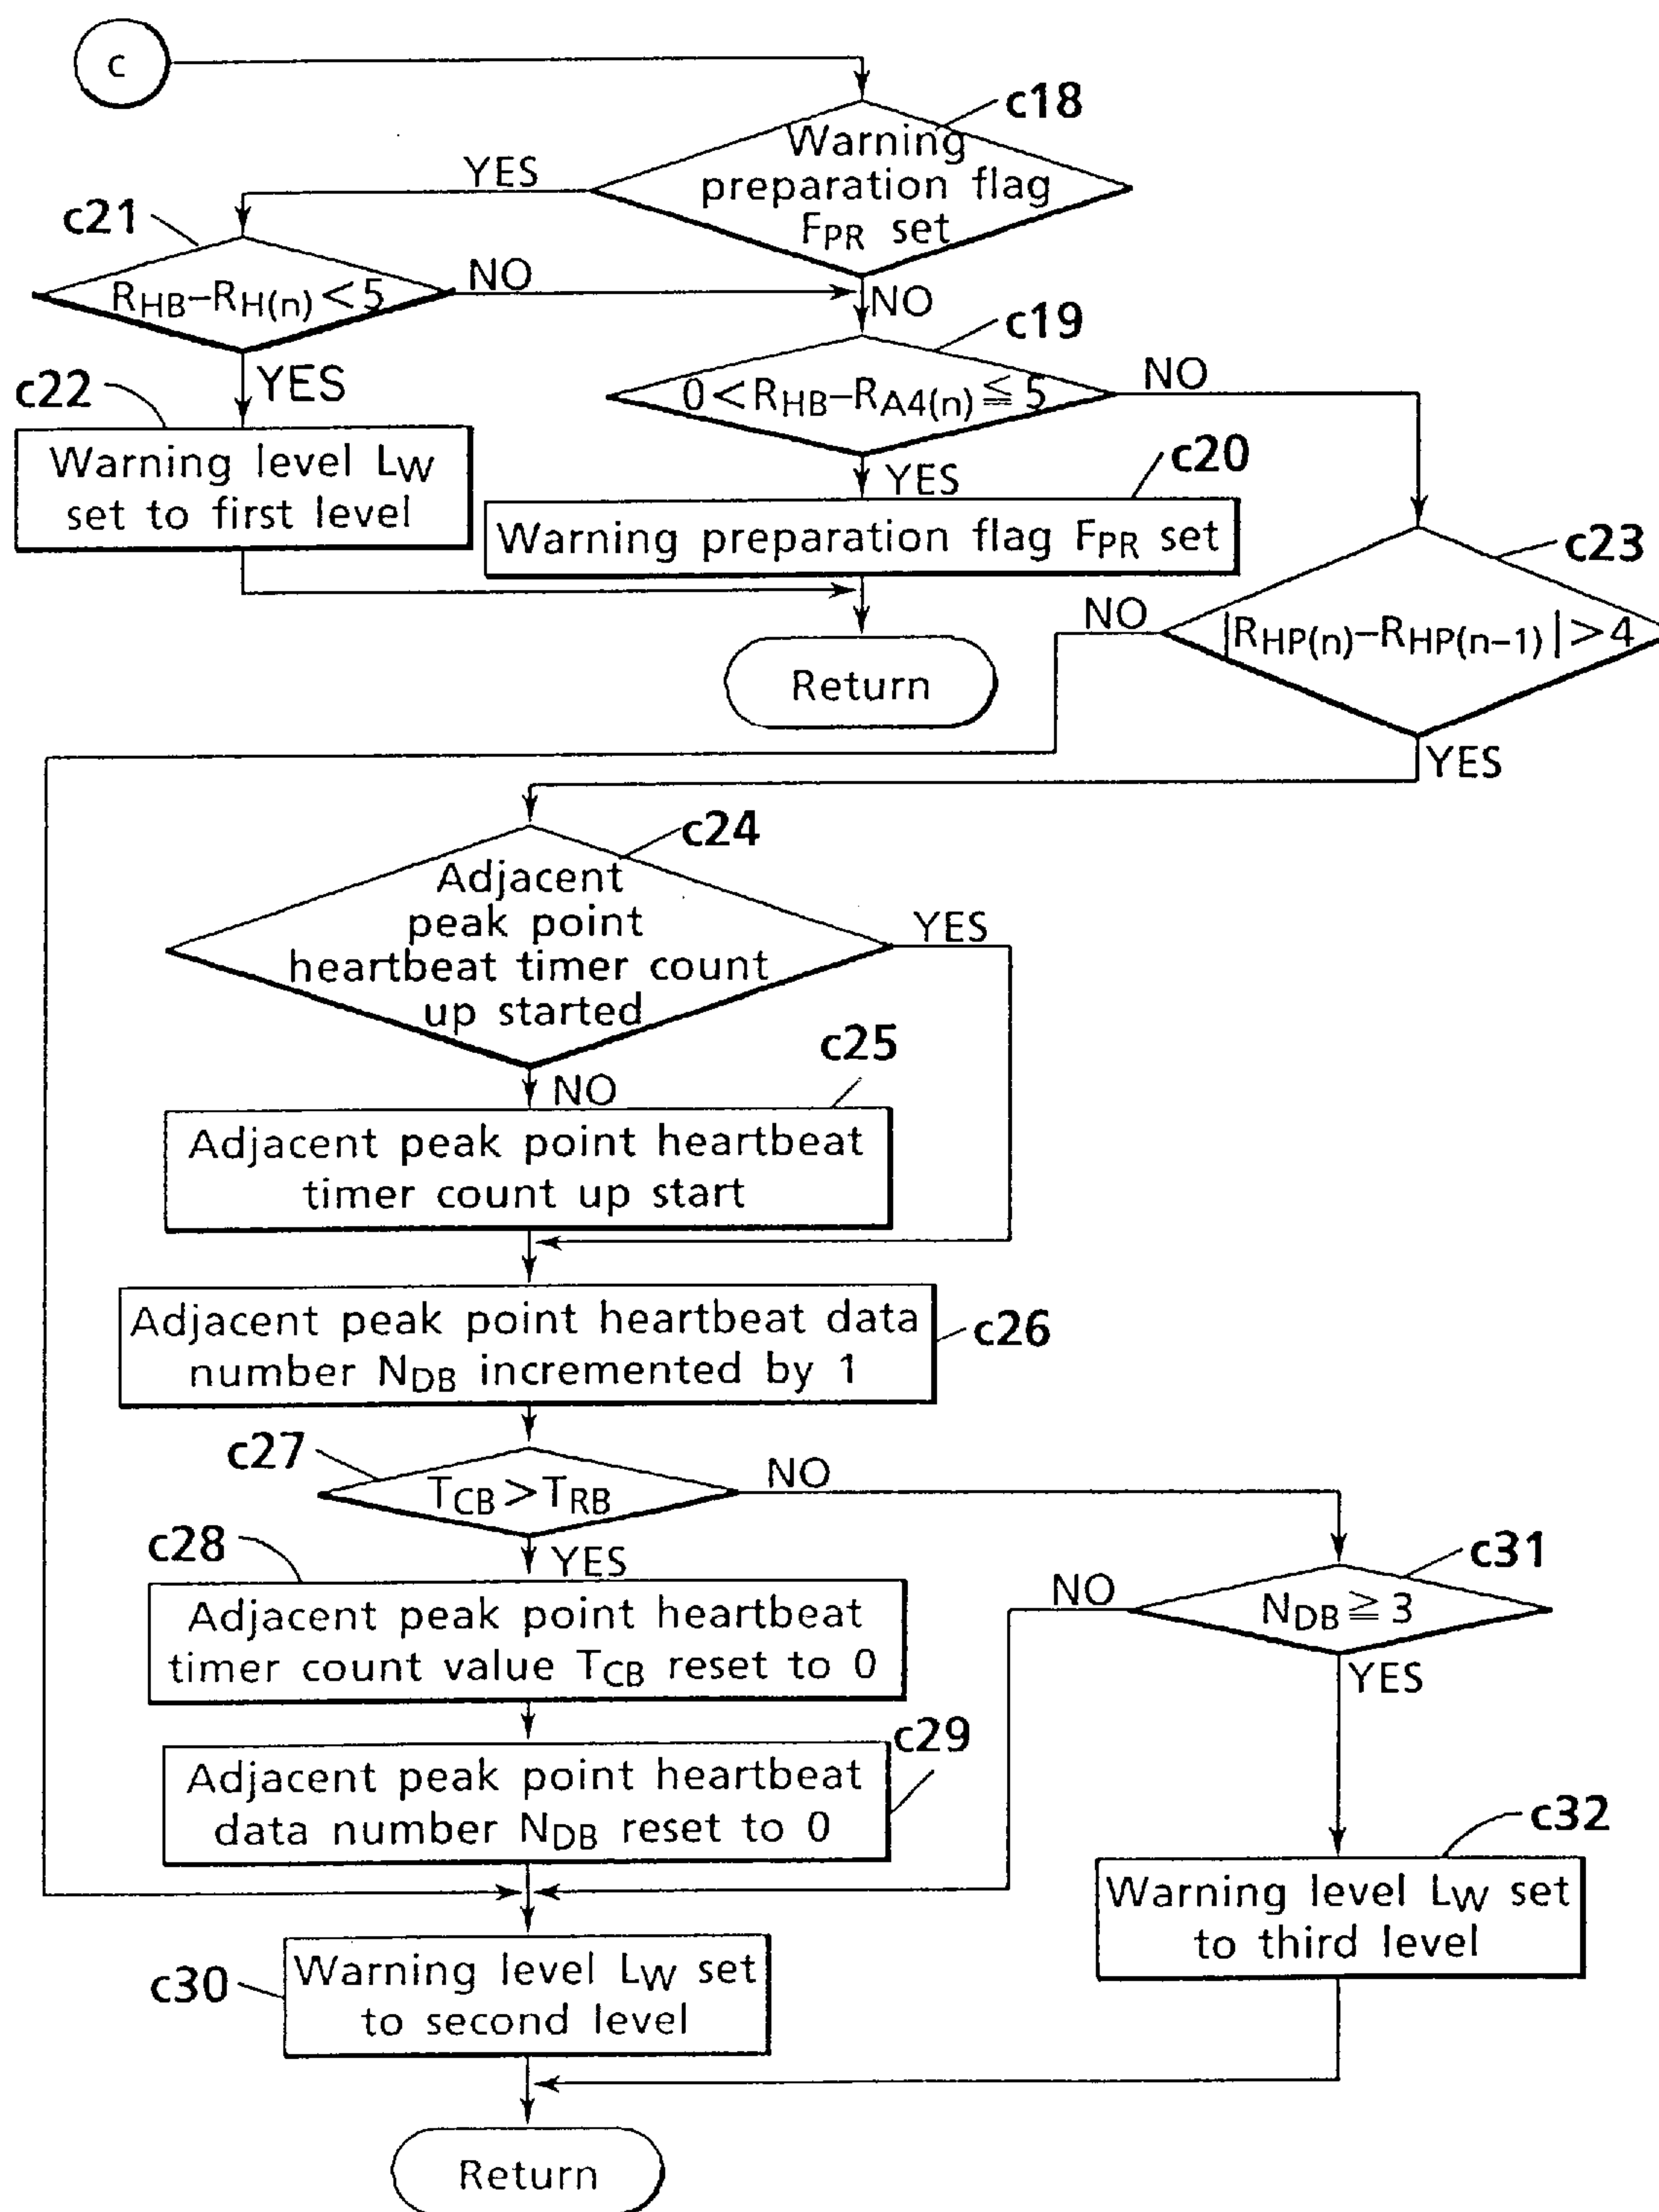 c
c18
Warning
preparation flag
FPR set
YES
c21
RHB–RH(n) < 5
NO
NO
c19
0 < RHB–RA4(n) ≦ 5
NO
YES
c22
Warning level LW
set to first level
YES
c20
Warning preparation flag FPR set
c23
|RHP(n)–RHP(n–1)| > 4
NO
Return
YES
c24
Adjacent
peak point
heartbeat timer count
up started
YES
NO
c25
Adjacent peak point heartbeat
timer count up start
Adjacent peak point heartbeat data
number NDB incremented by 1
c26
c27
TCB > TRB
NO
YES
c28
Adjacent peak point heartbeat
timer count value TCB reset to 0
c31
NDB ≧ 3
NO
YES
c29
Adjacent peak point heartbeat
data number NDB reset to 0
c32
Warning level LW set
to third level
c30
Warning level LW set
to second level
Return